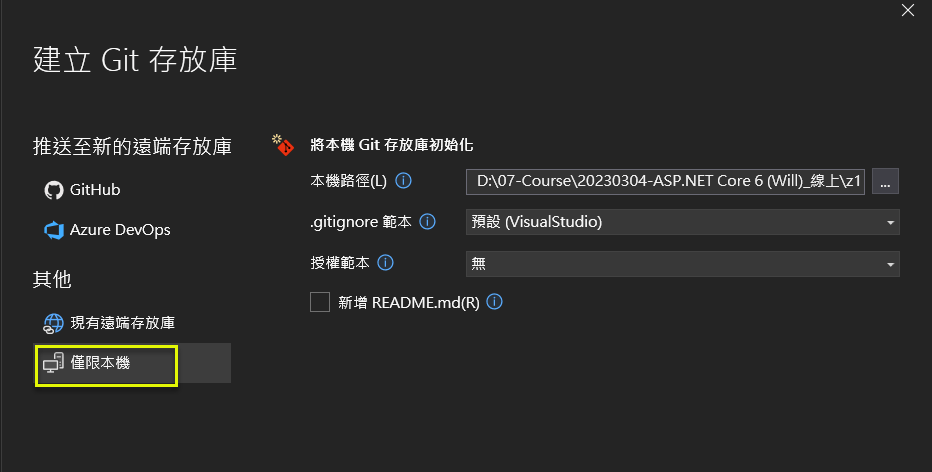 建立 Git 存放庫
推送至新的遠端存放庫
GitHub
Azure DevOps
其他
現有遠端存放庫
僅限本機
將本機 Git 存放庫初始化
本機路徑(L)
D:\07-Course\20230304-ASP.NET Core 6 (Will)_線上\z1
...
.gitignore 範本
預設 (VisualStudio)
授權範本
無
新增 README.md(R)